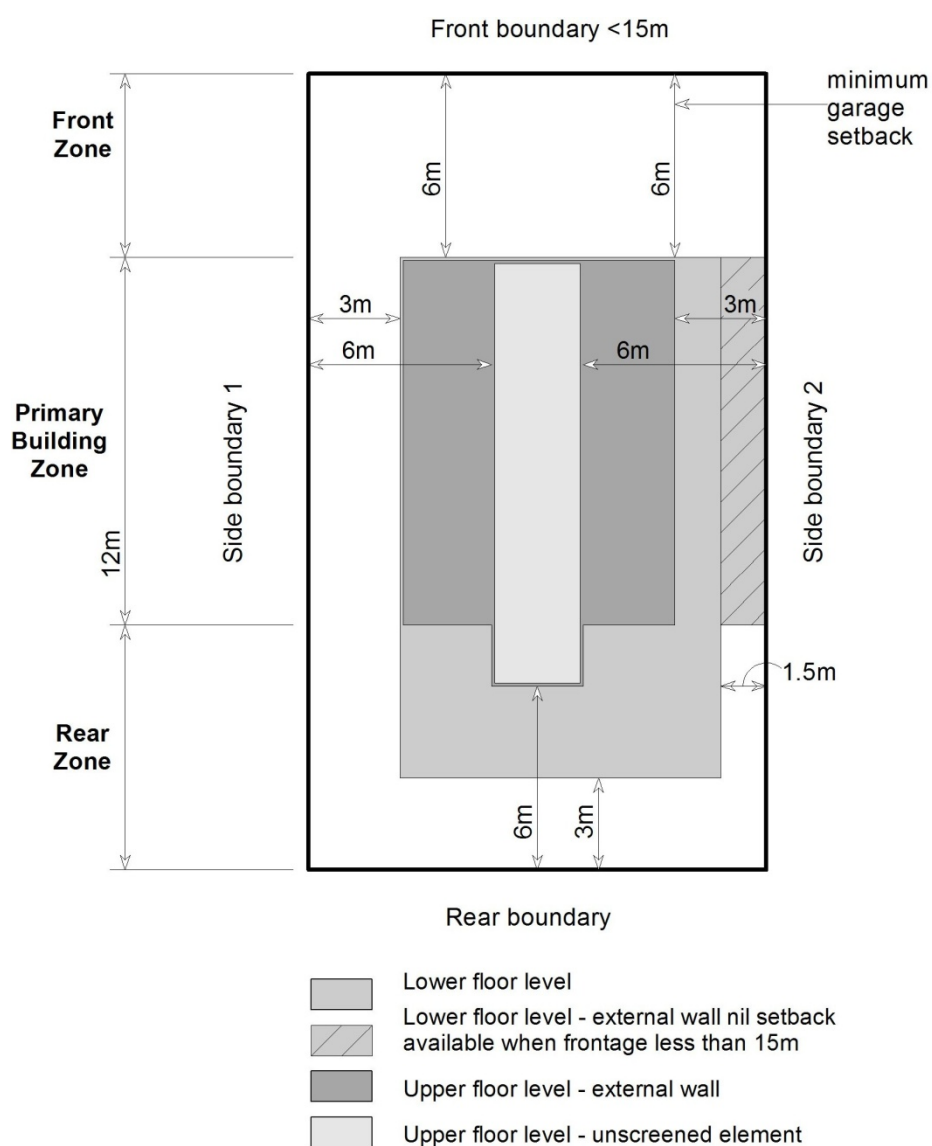 Front boundary <15m
minimum
garage
setback
Front
Zone
6m
6m
3m
3m
6m
6m
Primary
Building
Zone
12m
Side boundary 1
Side boundary 2
1.5m
Rear
Zone
6m
3m
Rear boundary
Lower floor level
Lower floor level - external wall nil setback
available when frontage less than 15m
Upper floor level - external wall
Upper floor level - unscreened element